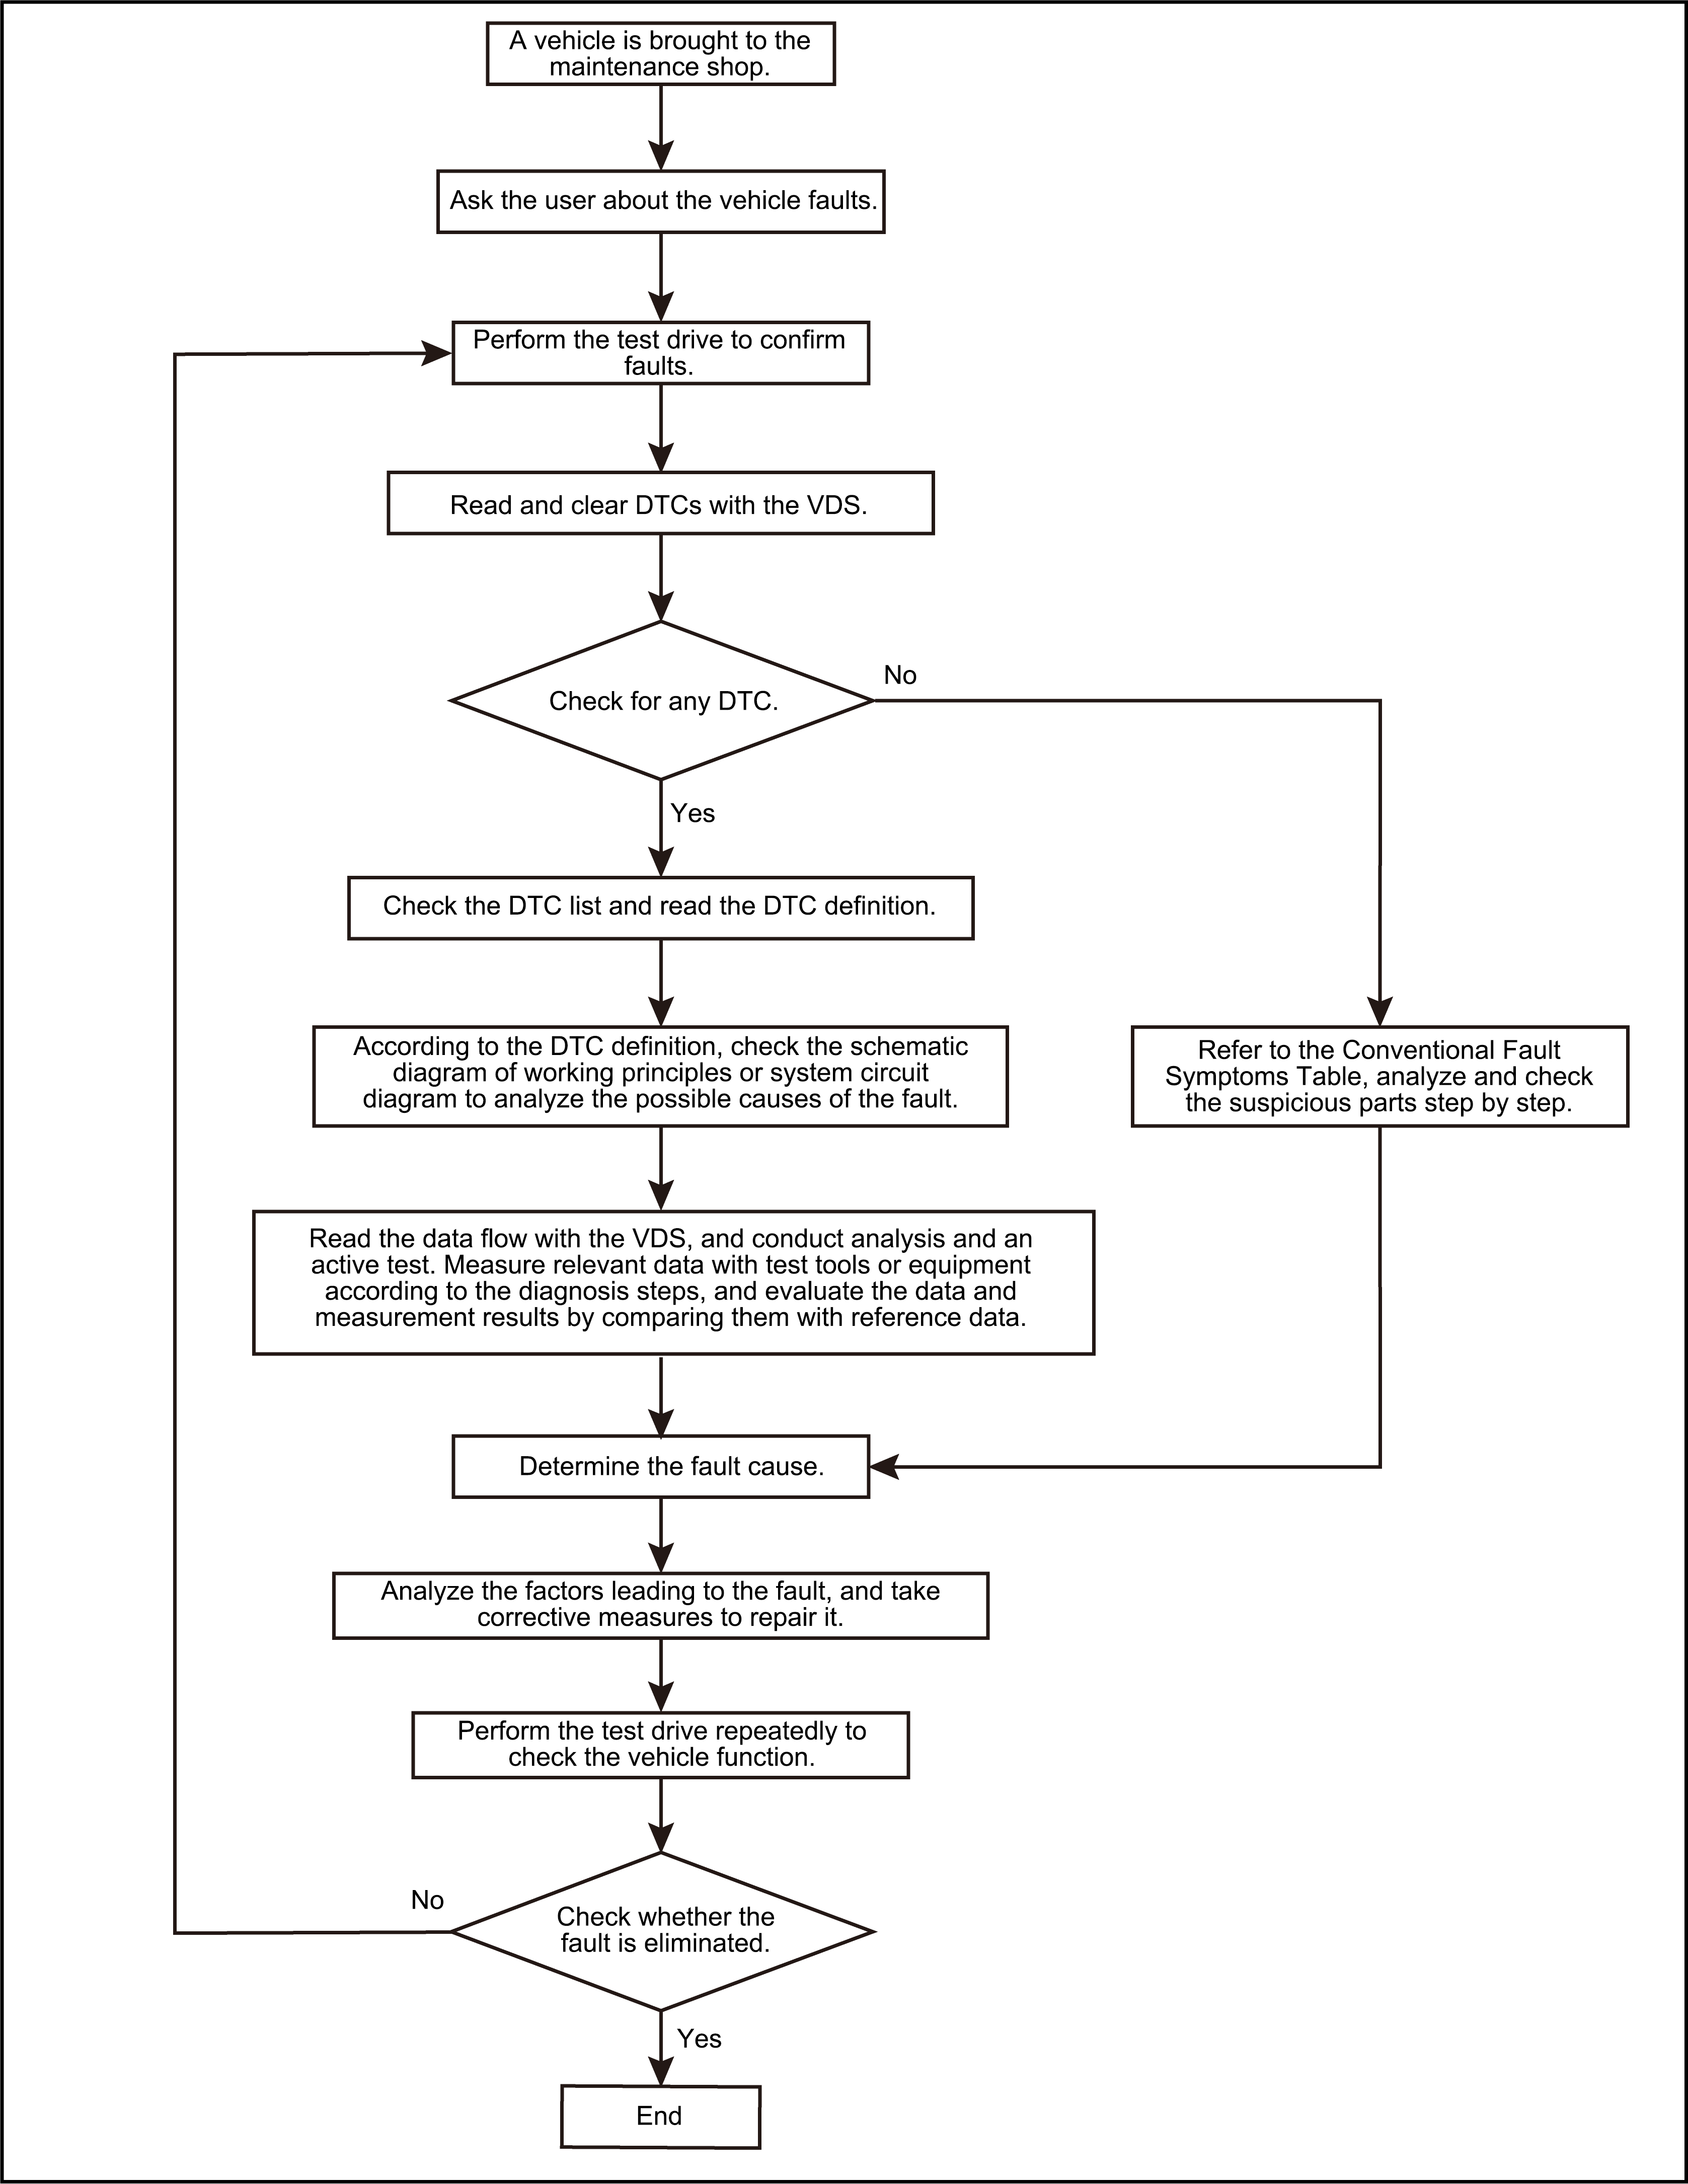 A vehicle is brought to the
maintenance shop.
Ask the user about the vehicle faults.
Perform the test drive to confirm
faults.
Read and clear DTCs with the VDS.
Check for any DTC.
No
Yes
Check the DTC list and read the DTC definition.
According to the DTC definition, check the schematic
diagram of working principles or system circuit
diagram to analyze the possible causes of the fault.
Refer to the Conventional Fault
Symptoms Table, analyze and check
the suspicious parts step by step.
Read the data flow with the VDS, and conduct analysis and an
active test. Measure relevant data with test tools or equipment
according to the diagnosis steps, and evaluate the data and
measurement results by comparing them with reference data.
Determine the fault cause.
Analyze the factors leading to the fault, and take
corrective measures to repair it.
Perform the test drive repeatedly to
check the vehicle function.
No
Check whether the
fault is eliminated.
Yes
End